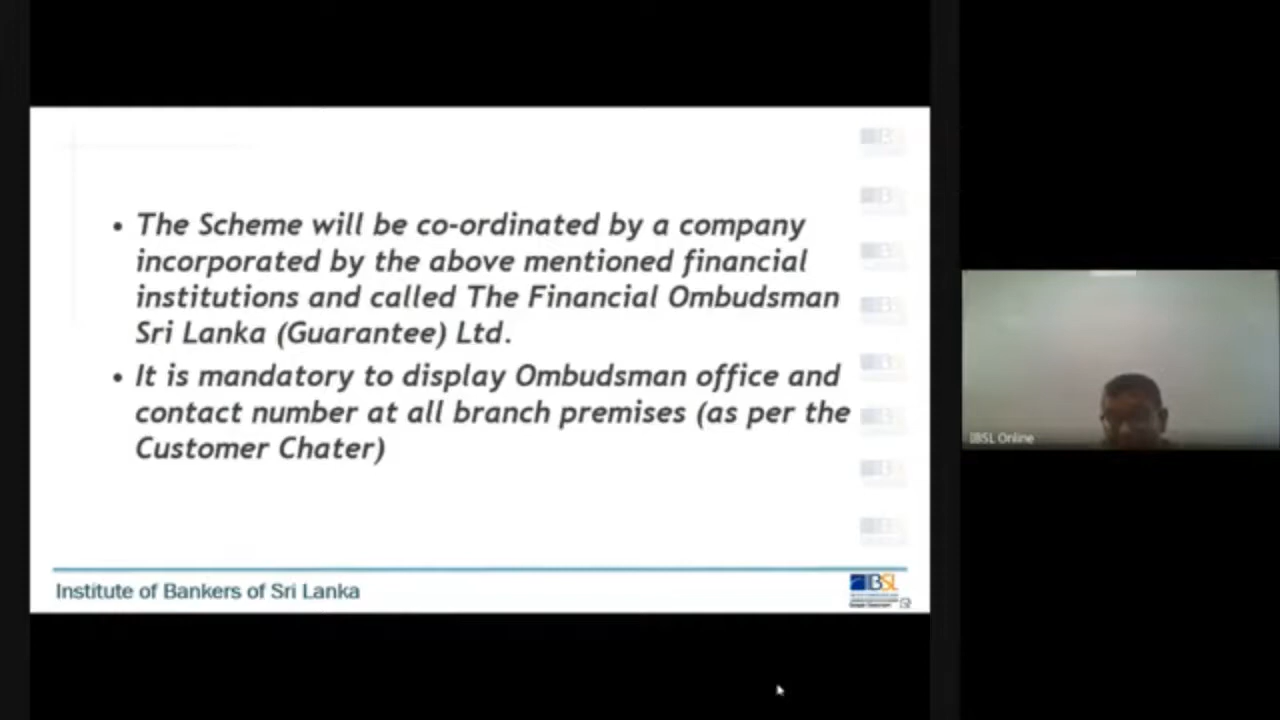 • The Scheme will be co-ordinated by a company
incorporated by the above mentioned financial
institutions and called The Financial Ombudsman
Sri Lanka (Guarantee) Ltd.
• It is mandatory to display Ombudsman office and
contact number at all branch premises (as per the
Customer Chater)
IBSL Online
Institute of Bankers of Sri Lanka
IBSL